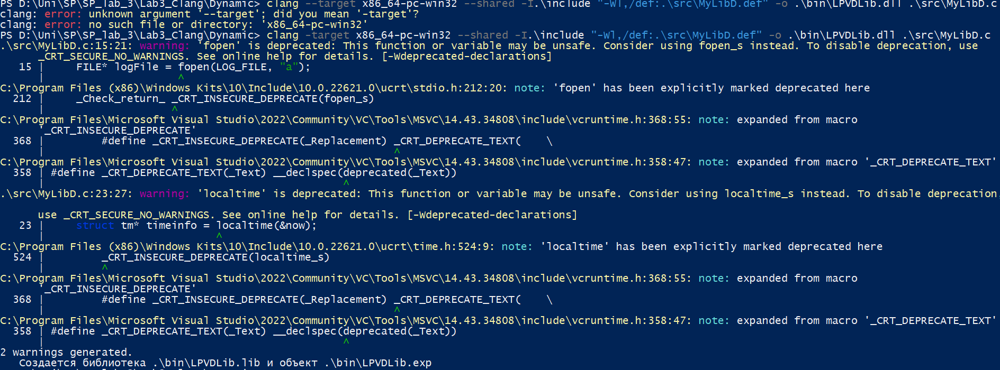 PS D:\Uni\SP\SP_lab_3\Lab3_Clang\Dynamic> clang --target x86_64-pc-win32 --shared -I.\include "-Wl,/def:.\src\MyLibD.def" -o .\bin\LPVDLib.dll .\src\MyLibD.c
clang: error: unknown argument '--target'; did you mean '-target'?
clang: error: no such file or directory: 'x86_64-pc-win32'
PS D:\Uni\SP\SP_lab_3\Lab3_Clang\Dynamic> clang -target x86_64-pc-win32 --shared -I.\include "-Wl,/def:.\src\MyLibD.def" -o .\bin\LPVDLib.dll .\src\MyLibD.c
.\src\MyLibD.c:15:21: warning: 'fopen' is deprecated: This function or variable may be unsafe. Consider using fopen_s instead. To disable deprecation, use
      _CRT_SECURE_NO_WARNINGS. See online help for details. [-Wdeprecated-declarations]
   15 |     FILE* logFile = fopen(LOG_FILE, "a");
      |                     ^
C:\Program Files (x86)\Windows Kits\10\Include\10.0.22621.0\ucrt\stdio.h:212:20: note: 'fopen' has been explicitly marked deprecated here
  212 |     _Check_return_ _CRT_INSECURE_DEPRECATE(fopen_s)
      |                    ^
C:\Program Files\Microsoft Visual Studio\2022\Community\VC\Tools\MSVC\14.43.34808\include\vcruntime.h:368:55: note: expanded from macro
      '_CRT_INSECURE_DEPRECATE'
  368 |         #define _CRT_INSECURE_DEPRECATE(_Replacement) _CRT_DEPRECATE_TEXT(    \
      |                                                       ^
C:\Program Files\Microsoft Visual Studio\2022\Community\VC\Tools\MSVC\14.43.34808\include\vcruntime.h:358:47: note: expanded from macro '_CRT_DEPRECATE_TEXT'
  358 | #define _CRT_DEPRECATE_TEXT(_Text) __declspec(deprecated(_Text))
      |                                               ^
.\src\MyLibD.c:23:27: warning: 'localtime' is deprecated: This function or variable may be unsafe. Consider using localtime_s instead. To disable deprecation,
      use _CRT_SECURE_NO_WARNINGS. See online help for details. [-Wdeprecated-declarations]
   23 |     struct tm* timeinfo = localtime(&now);
      |                           ^
C:\Program Files (x86)\Windows Kits\10\Include\10.0.22621.0\ucrt\time.h:524:9: note: 'localtime' has been explicitly marked deprecated here
  524 |         _CRT_INSECURE_DEPRECATE(localtime_s)
      |         ^
C:\Program Files\Microsoft Visual Studio\2022\Community\VC\Tools\MSVC\14.43.34808\include\vcruntime.h:368:55: note: expanded from macro
      '_CRT_INSECURE_DEPRECATE'
  368 |         #define _CRT_INSECURE_DEPRECATE(_Replacement) _CRT_DEPRECATE_TEXT(    \
      |                                                       ^
C:\Program Files\Microsoft Visual Studio\2022\Community\VC\Tools\MSVC\14.43.34808\include\vcruntime.h:358:47: note: expanded from macro '_CRT_DEPRECATE_TEXT'
  358 | #define _CRT_DEPRECATE_TEXT(_Text) __declspec(deprecated(_Text))
      |                                               ^
2 warnings generated.
   Создается библиотека .\bin\LPVDLib.lib и объект .\bin\LPVDLib.exp